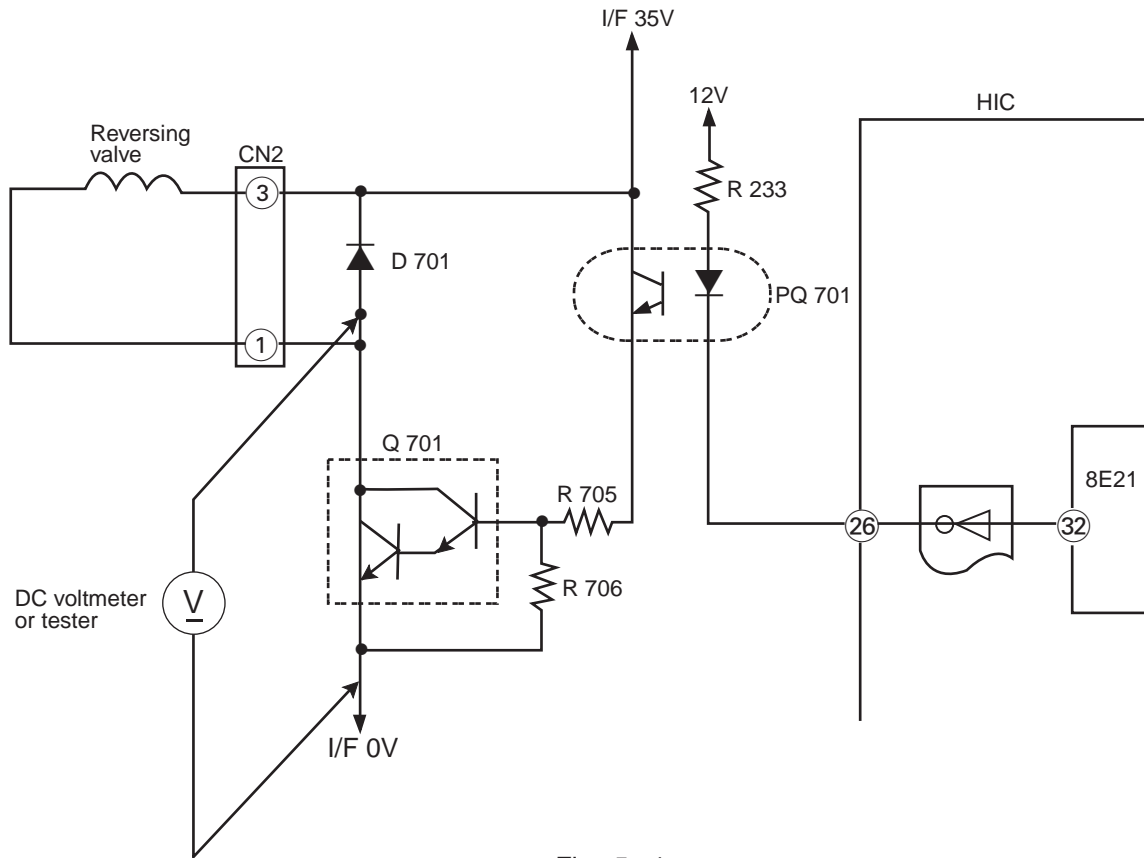 I/F 35V
12V
HIC
Reversing
valve
CN2
3
R 233
D 701
PQ 701
1
Q 701
8E21
R 705
26
32
R 706
DC voltmeter
or tester
V
I/F 0V